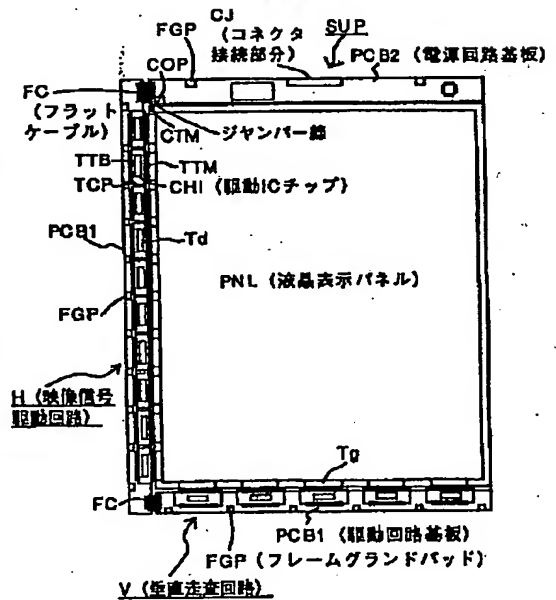 CJ
(コネクタ
接続部分)
FGP
SUP
PCB2 (電源回路基板)
COP
FC
(フラット
ケーブル)
CTM
ジャンパー線
TTB
TTM
TCP
CHI (駆動ICチップ)
PCB1
Td
PNL (液晶表示パネル)
FGP
H (映像信号
駆動回路)
Tg
FC
PCB1 (駆動回路基板)
FGP (フレームグランドパッド)
V (垂直走査回路)